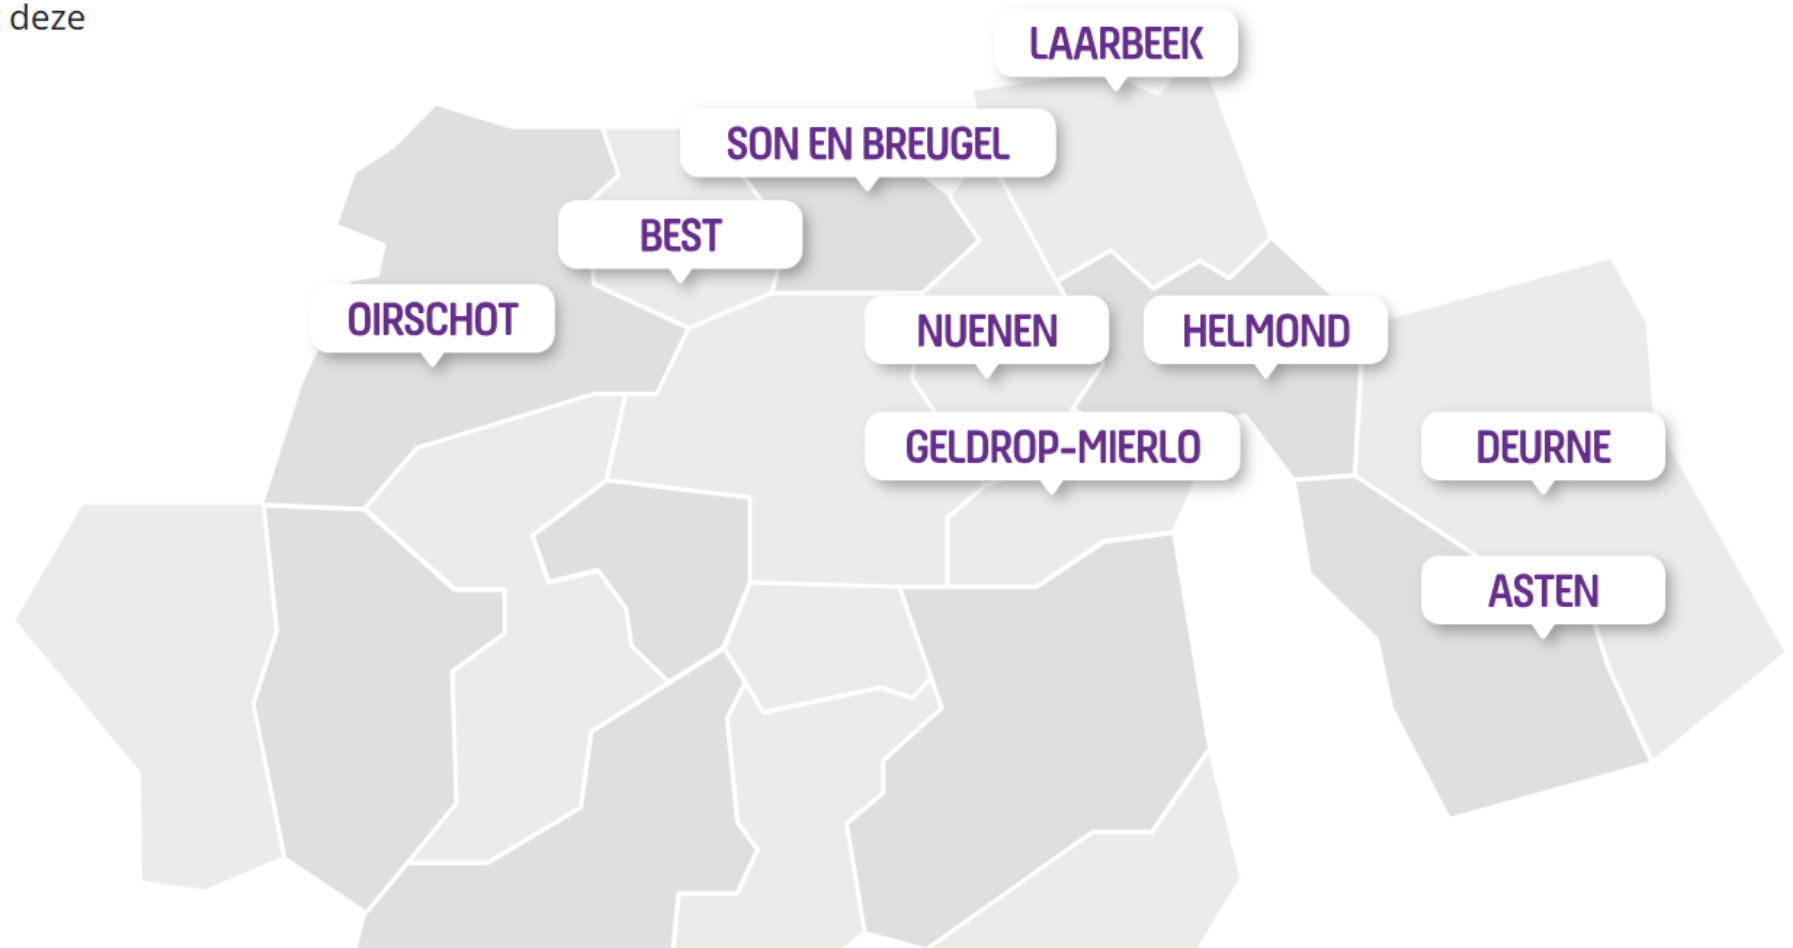 deze
LAARBEEK
SON EN BREUGEL
BEST
OIRSCHOT
NUENEN
HELMOND
GELDROP-MIERLO
DEURNE
ASTEN